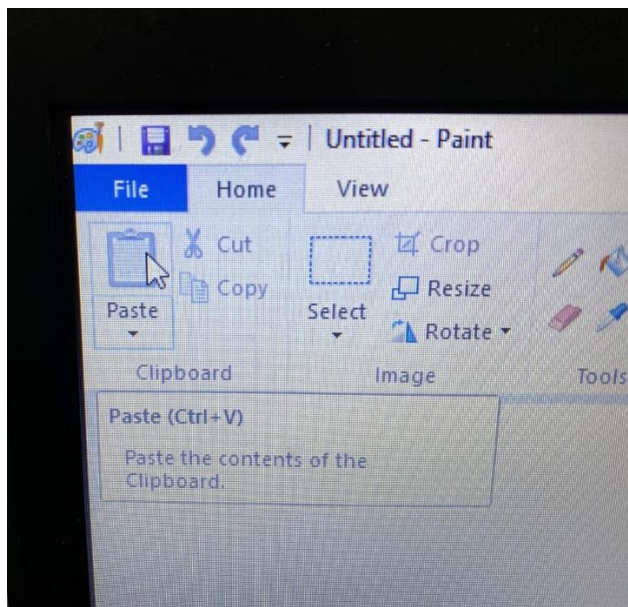 Untitled - Paint
File Home View
Cut Crop
Copy Resize
Paste Select Rotate
Clipboard Image Tools
Paste (Ctrl+V)
Paste the contents of the
Clipboard.